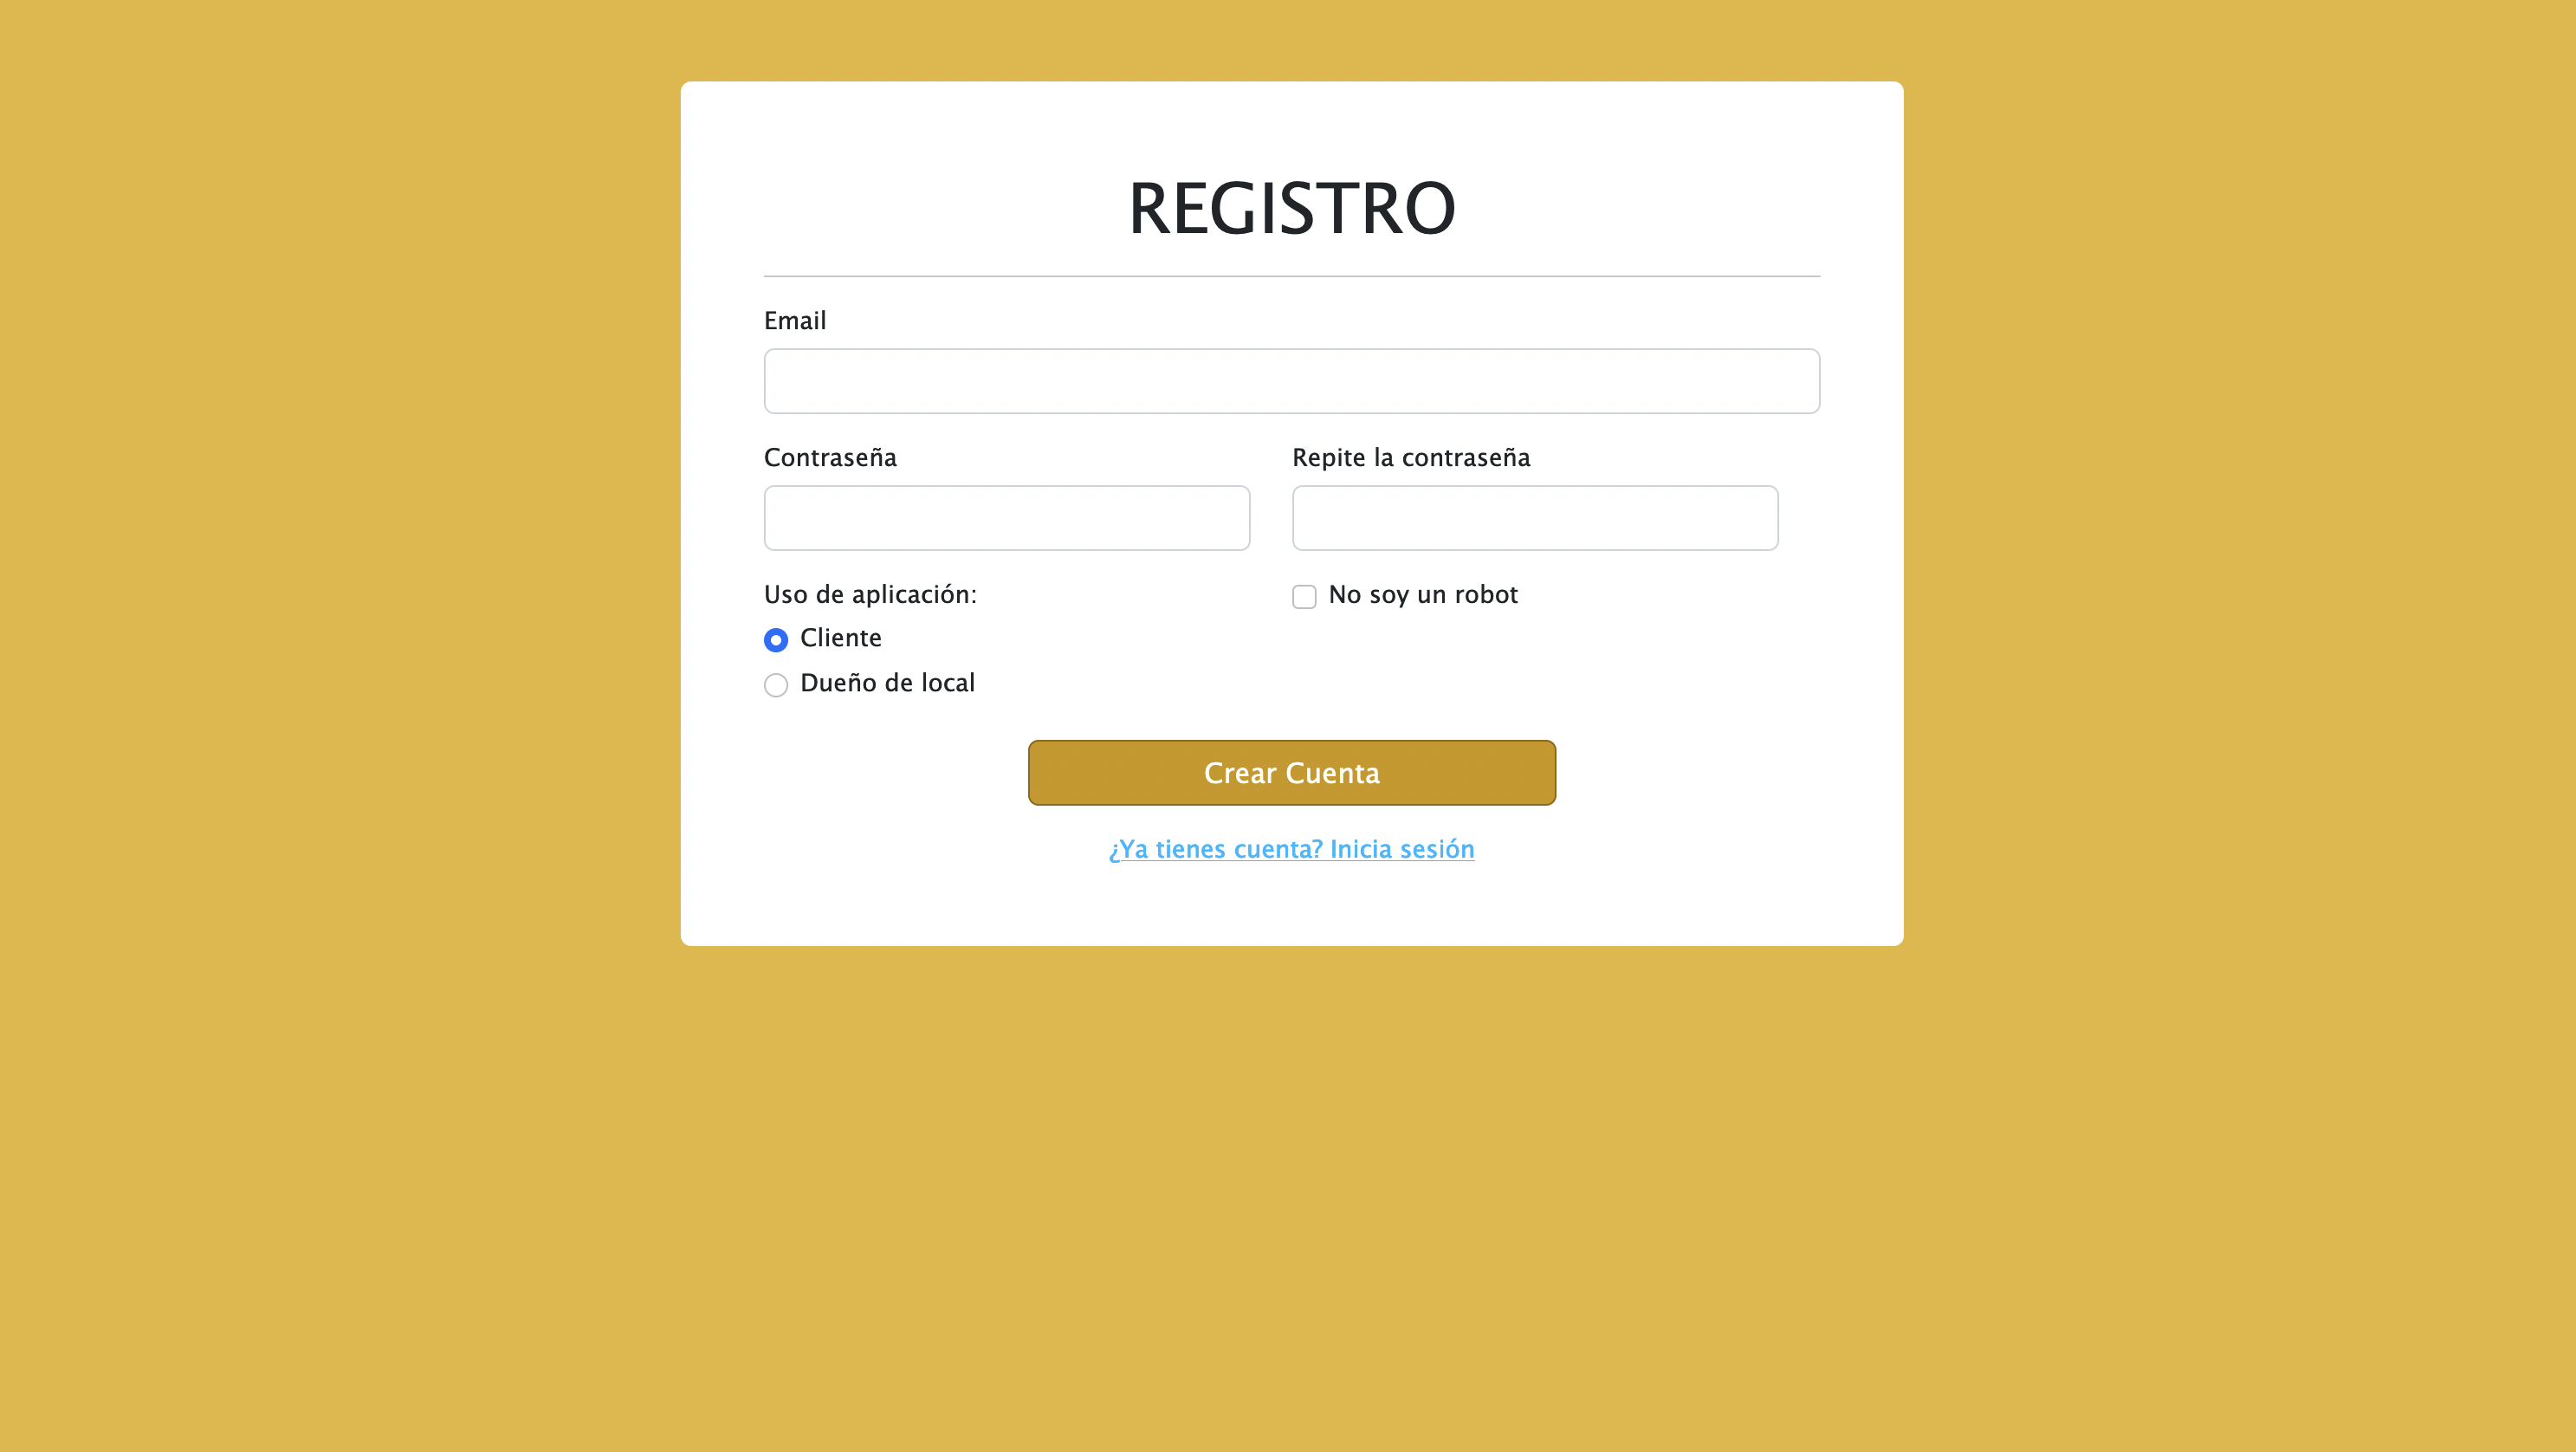 REGISTRO
Email
Contraseña
Repite la contraseña
Uso de aplicación:
No soy un robot
Cliente
Dueño de local
Crear Cuenta
¿Ya tienes cuenta? Inicia sesión